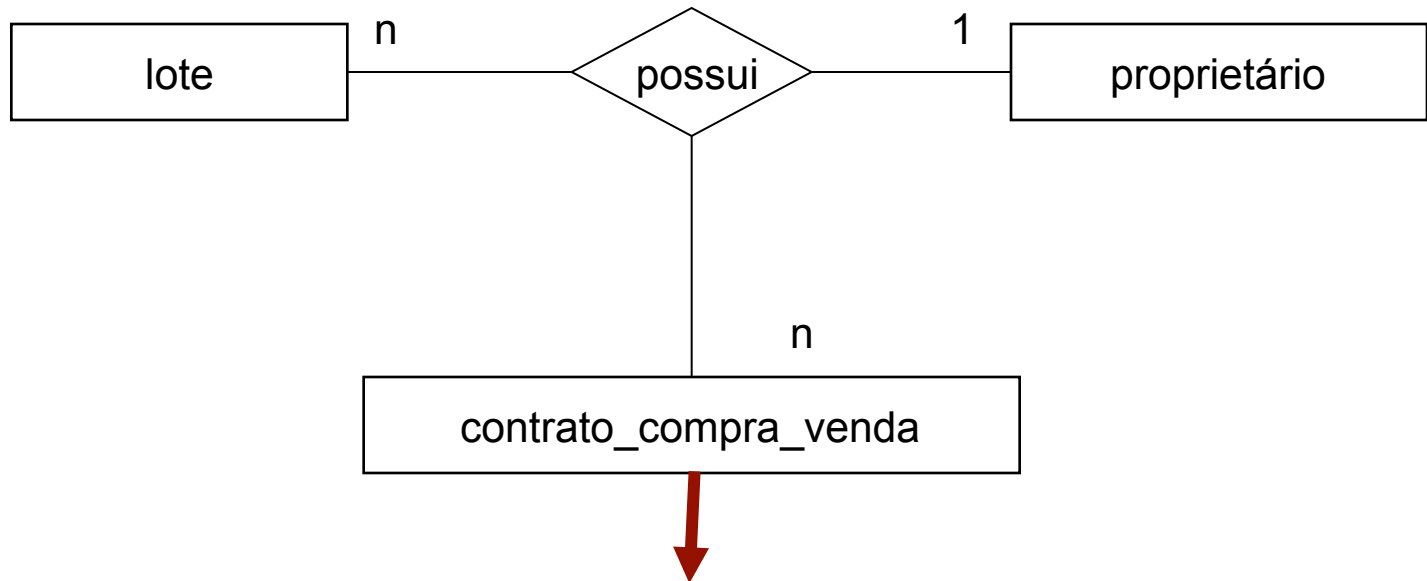 n
1
lote
possui
proprietário
n
contrato_compra_venda